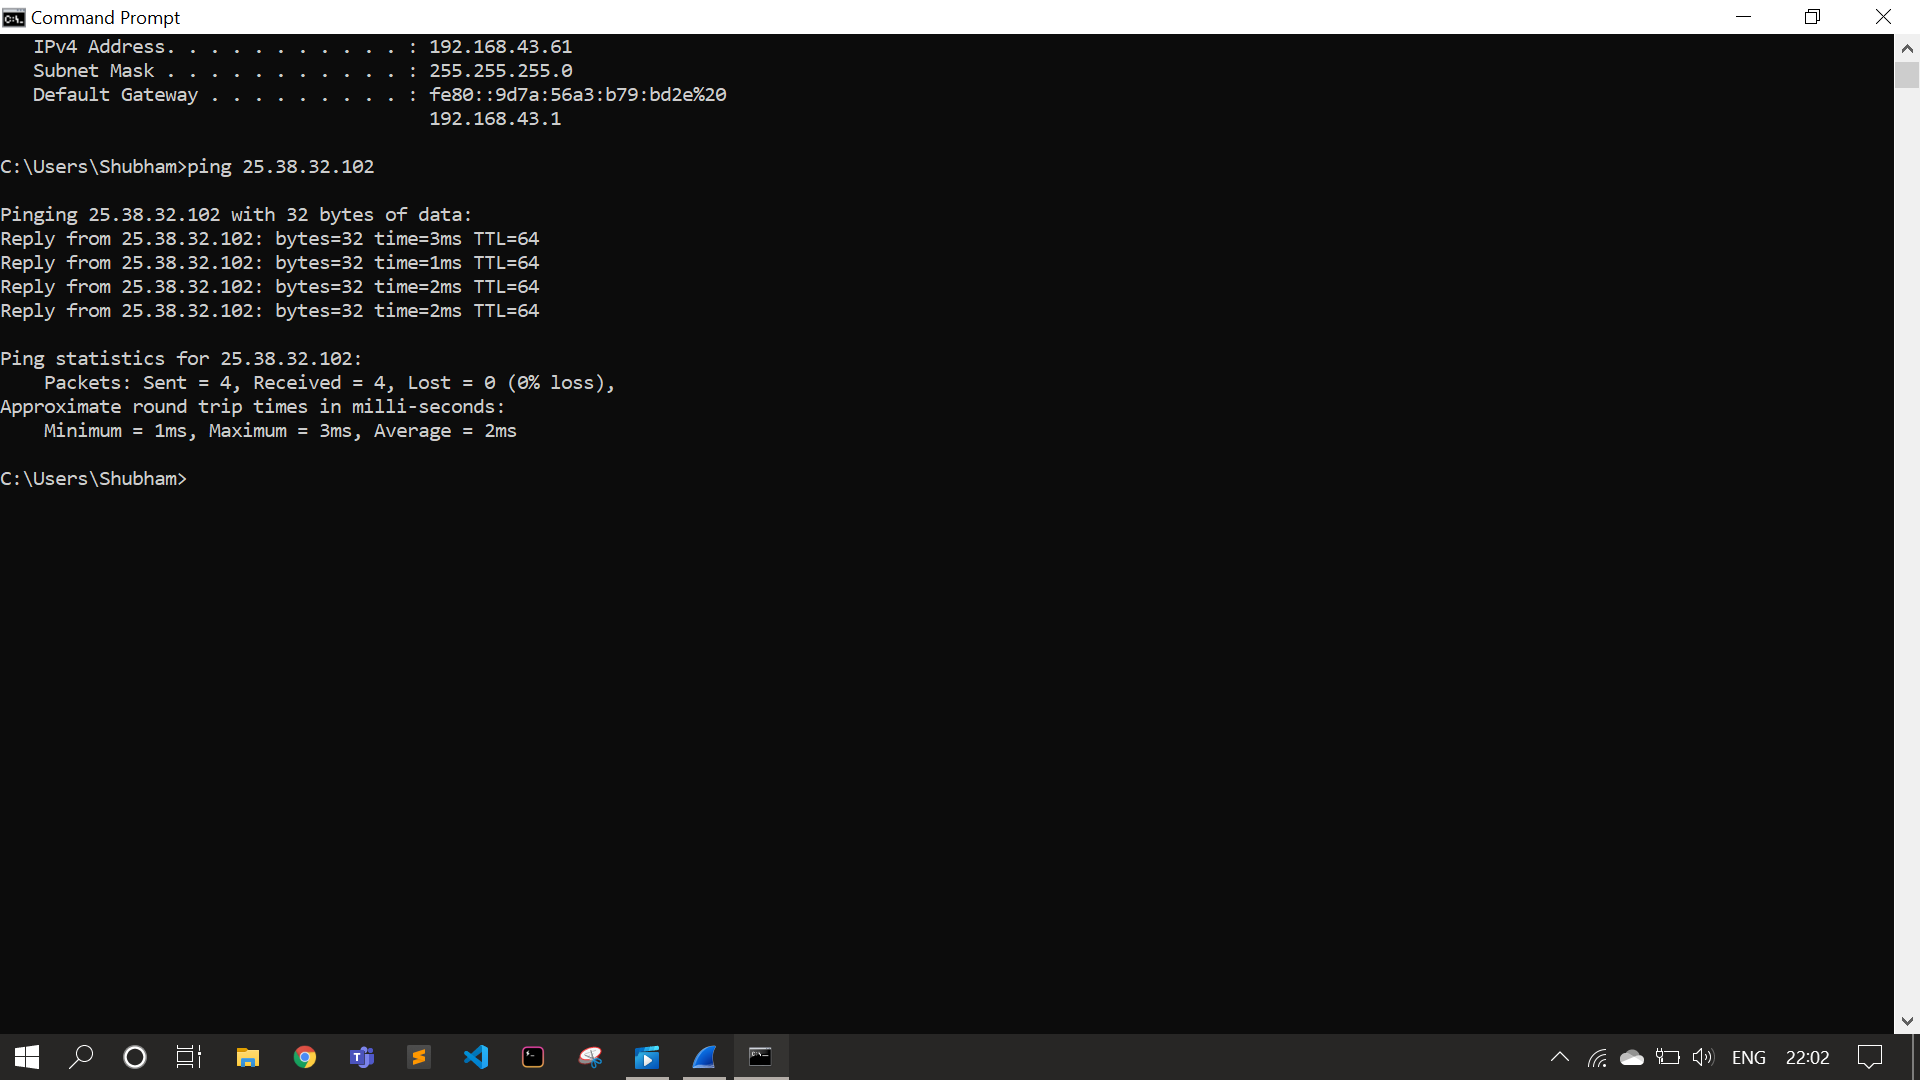 Command Prompt
IPv4 Address. . . . . . . . . . . : 192.168.43.61
Subnet Mask . . . . . . . . . . . : 255.255.255.0
Default Gateway . . . . . . . . . : fe80::9d7a:56a3:b79:bd2e%20
192.168.43.1
C:\Users\Shubham>ping 25.38.32.102
Pinging 25.38.32.102 with 32 bytes of data:
Reply from 25.38.32.102: bytes=32 time=3ms TTL=64
Reply from 25.38.32.102: bytes=32 time=1ms TTL=64
Reply from 25.38.32.102: bytes=32 time=2ms TTL=64
Reply from 25.38.32.102: bytes=32 time=2ms TTL=64
Ping statistics for 25.38.32.102:
Packets: Sent = 4, Received = 4, Lost = 0 (0% loss),
Approximate round trip times in milli-seconds:
Minimum = 1ms, Maximum = 3ms, Average = 2ms
C:\Users\Shubham>
ENG 22:02